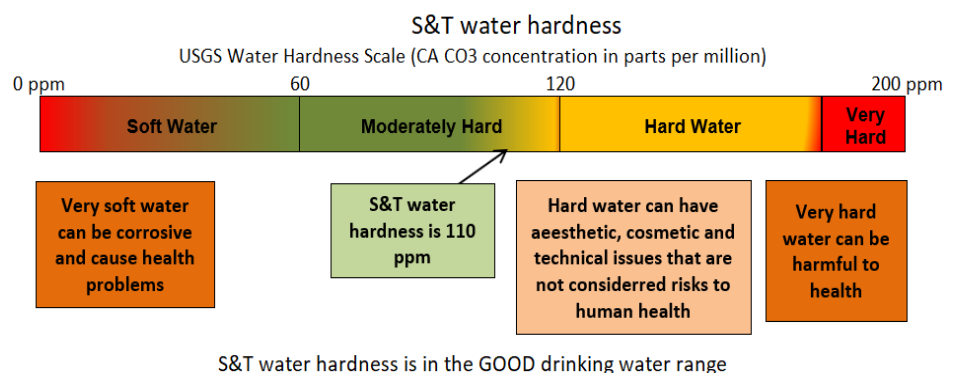 S&T water hardness
USGS Water Hardness Scale (CA CO3 concentration in parts per million)
0 ppm
60
120
200 ppm
Soft Water
Moderately Hard
Hard Water
Very
Hard
Very soft water
can be corrosive
and cause health
problems
S&T water
hardness is 110
ppm
Hard water can have
aeesthetic, cosmetic and
technical issues that are
not considerred risks to
human health
Very hard
water can be
harmful to
health
S&T water hardness is in the GOOD drinking water range